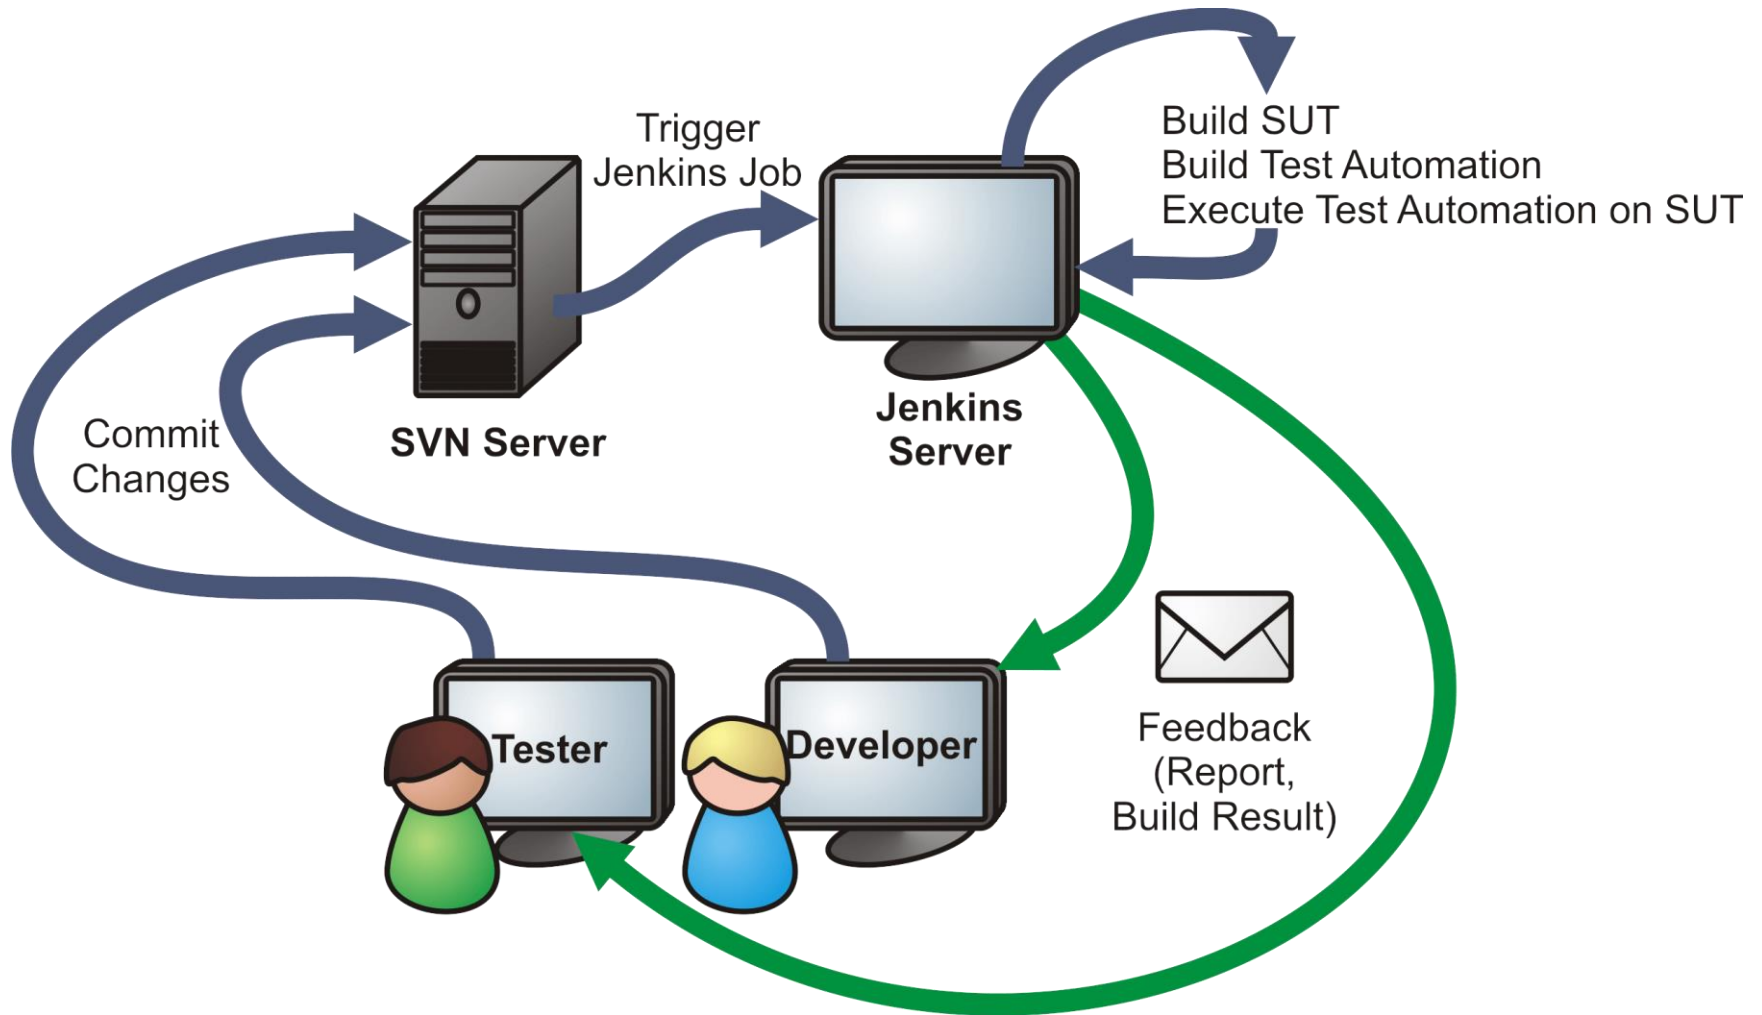 Trigger
Jenkins Job
Build SUT
Build Test Automation
Execute Test Automation on SUT
Commit
Changes
SVN Server
Jenkins
Server
Tester
Developer
Feedback
(Report,
Build Result)